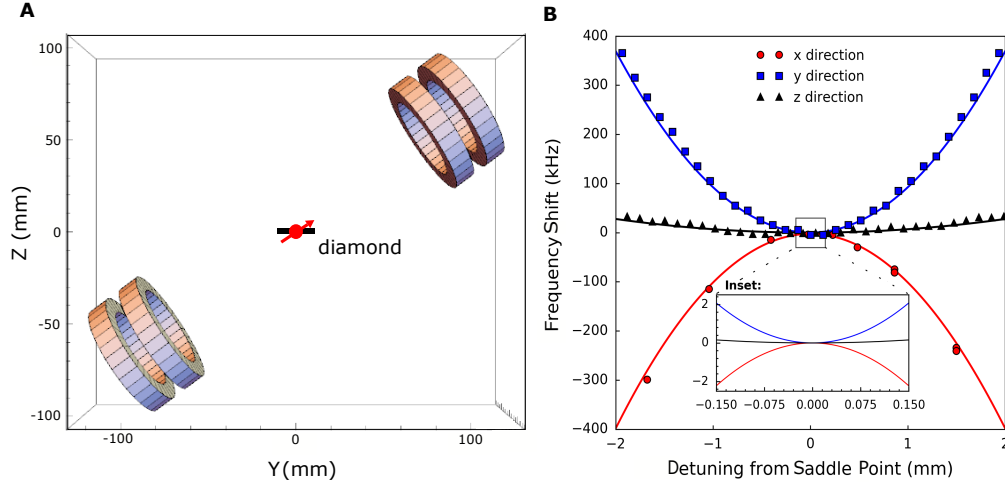 A
100
50
0
-50
-100
Z (mm)
diamond
-100
0
100
Y(mm)
B
400
300
200
100
0
−100
−200
−300
−400
Frequency Shift (kHz)
x direction
y direction
z direction
Inset:
2
0
−2
−0.150
−0.075
0.000
0.075
0.150
−2
−1
0
1
2
Detuning from Saddle Point (mm)